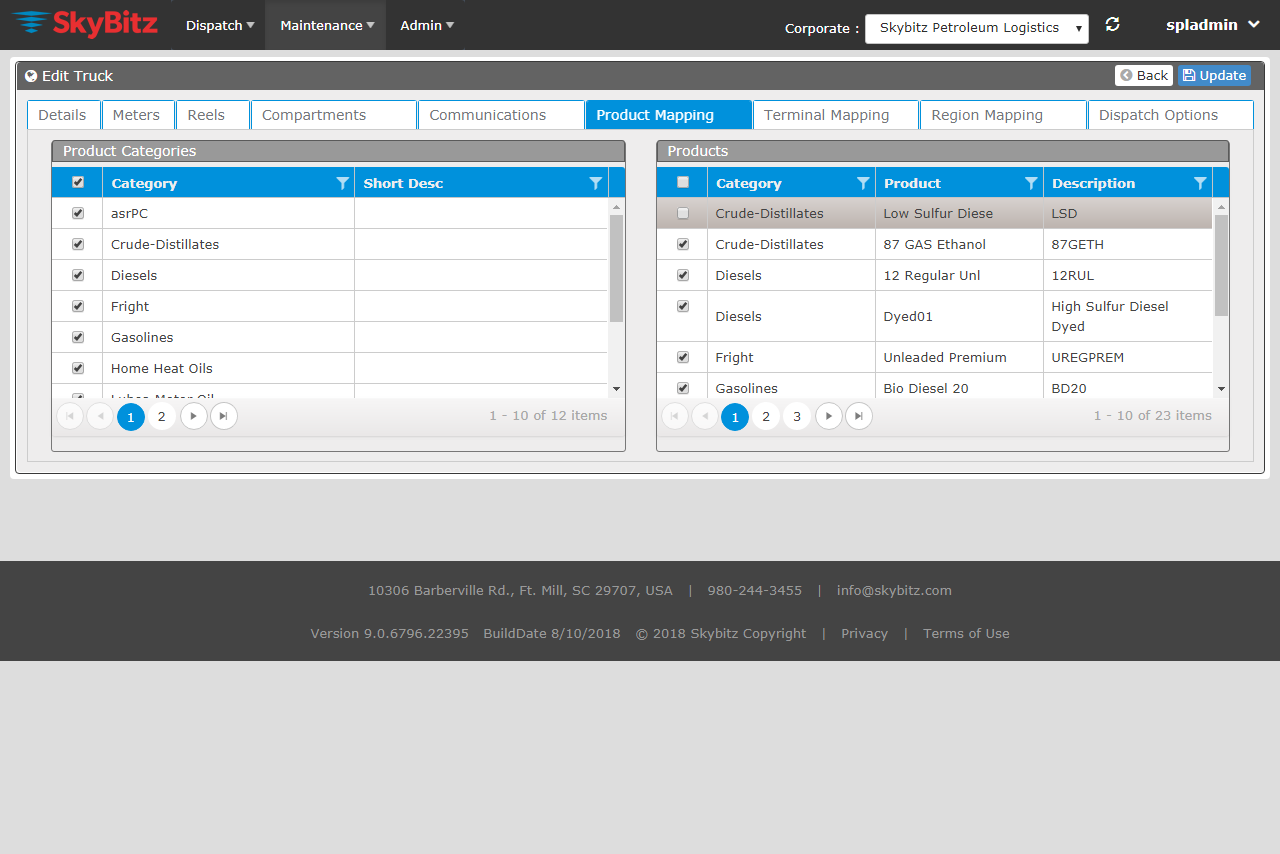 SkyBitz Dispatch Maintenance Admin Corporate : Skybitz Petroleum Logistics spladmin
Edit Truck Back Update
Details Meters Reels Compartments Communications Product Mapping Terminal Mapping Region Mapping Dispatch Options
Product Categories
Category Short Desc
asrPC
Crude-Distillates
Diesels
Fright
Gasolines
Home Heat Oils
1 2 1 - 10 of 12 items
Products
Category Product Description
Crude-Distillates Low Sulfur Diese LSD
Crude-Distillates 87 GAS Ethanol 87GETH
Diesels 12 Regular Unl 12RUL
Diesels Dyed01 High Sulfur Diesel
Dyed
Fright Unleaded Premium UREGPREM
Gasolines Bio Diesel 20 BD20
1 2 3 1 - 10 of 23 items
10306 Barberville Rd., Ft. Mill, SC 29707, USA | 980-244-3455 | info@skybitz.com
Version 9.0.6796.22395 BuildDate 8/10/2018 © 2018 Skybitz Copyright | Privacy | Terms of Use